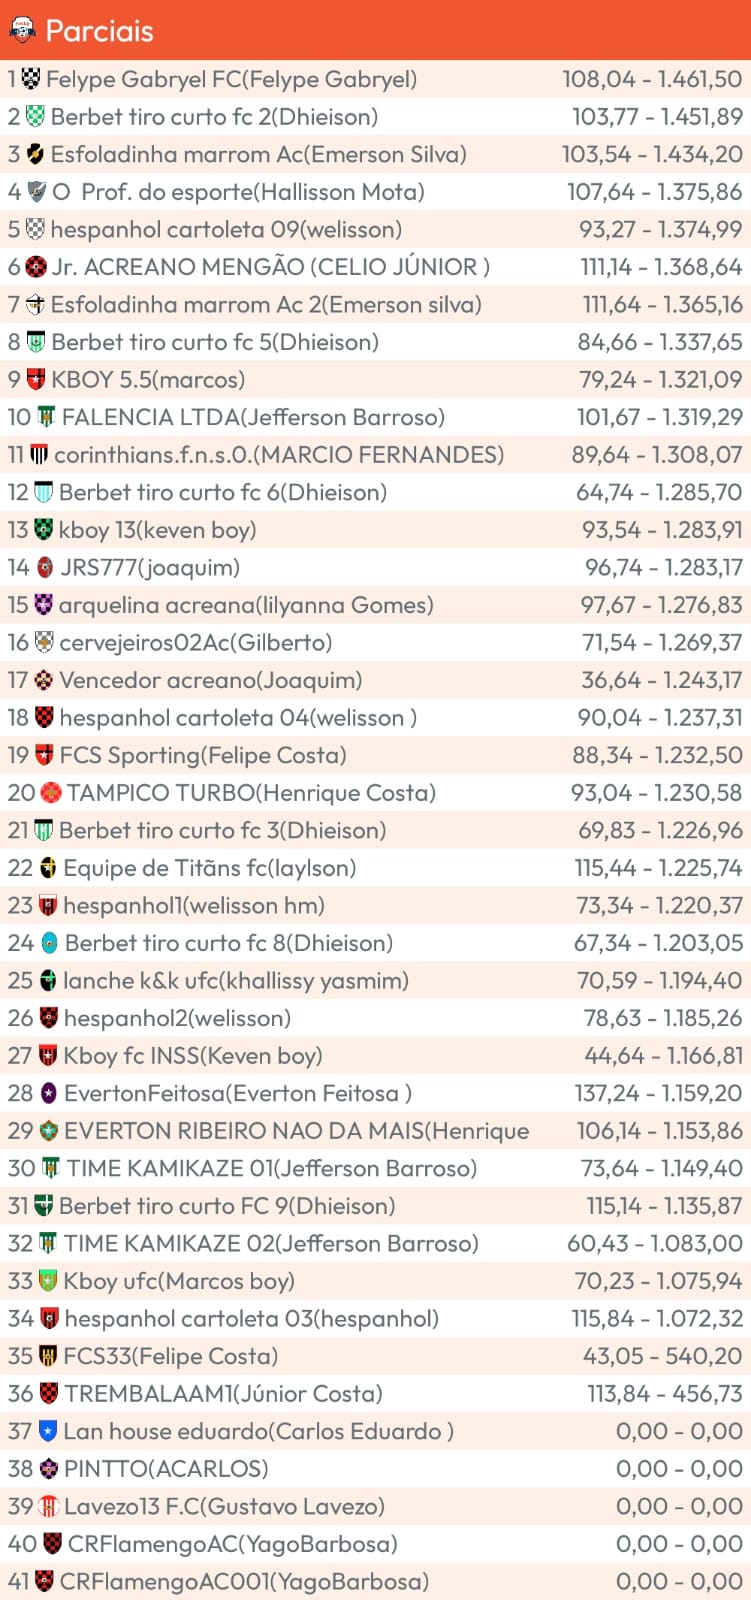 Parciais
1 Felype Gabryel FC(Felype Gabryel) 108,04 - 1.461,50
2 Berbet tiro curto fc 2(Dhieison) 103,77 - 1.451,89
3 Esfoladinha marrom Ac(Emerson Silva) 103,54 - 1.434,20
4 O Prof. do esporte(Hallisson Mota) 107,64 - 1.375,86
5 hespanhol cartoleta 09(welisson) 93,27 - 1.374,99
6 Jr. ACREANO MENGÃO (CELIO JÚNIOR ) 111,14 - 1.368,64
7 Esfoladinha marrom Ac 2(Emerson silva) 111,64 - 1.365,16
8 Berbet tiro curto fc 5(Dhieison) 84,66 - 1.337,65
9 KBOY 5.5(marcos) 79,24 - 1.321,09
10 FALENCIA LTDA(Jefferson Barroso) 101,67 - 1.319,29
11 corinthians.f.n.s.0.(MARCIO FERNANDES) 89,64 - 1.308,07
12 Berbet tiro curto fc 6(Dhieison) 64,74 - 1.285,70
13 kboy 13(keven boy) 93,54 - 1.283,91
14 JRS777(joaquim) 96,74 - 1.283,17
15 arquelina acreana(lilyanna Gomes) 97,67 - 1.276,83
16 cervejeiros02Ac(Gilberto) 71,54 - 1.269,37
17 Vencedor acreano(Joaquim) 36,64 - 1.243,17
18 hespanhol cartoleta 04(welisson ) 90,04 - 1.237,31
19 FCS Sporting(Felipe Costa) 88,34 - 1.232,50
20 TAMPICO TURBO(Henrique Costa) 93,04 - 1.230,58
21 Berbet tiro curto fc 3(Dhieison) 69,83 - 1.226,96
22 Equipe de Titãns fc(laylson) 115,44 - 1.225,74
23 hespanhol1(welisson hm) 73,34 - 1.220,37
24 Berbet tiro curto fc 8(Dhieison) 67,34 - 1.203,05
25 lanche k&k ufc(khallissy yasmim) 70,59 - 1.194,40
26 hespanhol2(welisson) 78,63 - 1.185,26
27 Kboy fc INSS(Keven boy) 44,64 - 1.166,81
28 EvertonFeitosa(Everton Feitosa ) 137,24 - 1.159,20
29 EVERTON RIBEIRO NAO DA MAIS(Henrique 106,14 - 1.153,86
30 TIME KAMIKAZE 01(Jefferson Barroso) 73,64 - 1.149,40
31 Berbet tiro curto FC 9(Dhieison) 115,14 - 1.135,87
32 TIME KAMIKAZE 02(Jefferson Barroso) 60,43 - 1.083,00
33 Kboy ufc(Marcos boy) 70,23 - 1.075,94
34 hespanhol cartoleta 03(hespanhol) 115,84 - 1.072,32
35 FCS33(Felipe Costa) 43,05 - 540,20
36 TREMBALAAM1(Júnior Costa) 113,84 - 456,73
37 Lan house eduardo(Carlos Eduardo ) 0,00 - 0,00
38 PINTTO(ACARLOS) 0,00 - 0,00
39 Lavezo13 F.C(Gustavo Lavezo) 0,00 - 0,00
40 CRFlamengoAC(YagoBarbosa) 0,00 - 0,00
41 CRFlamengoAC001(YagoBarbosa) 0,00 - 0,00